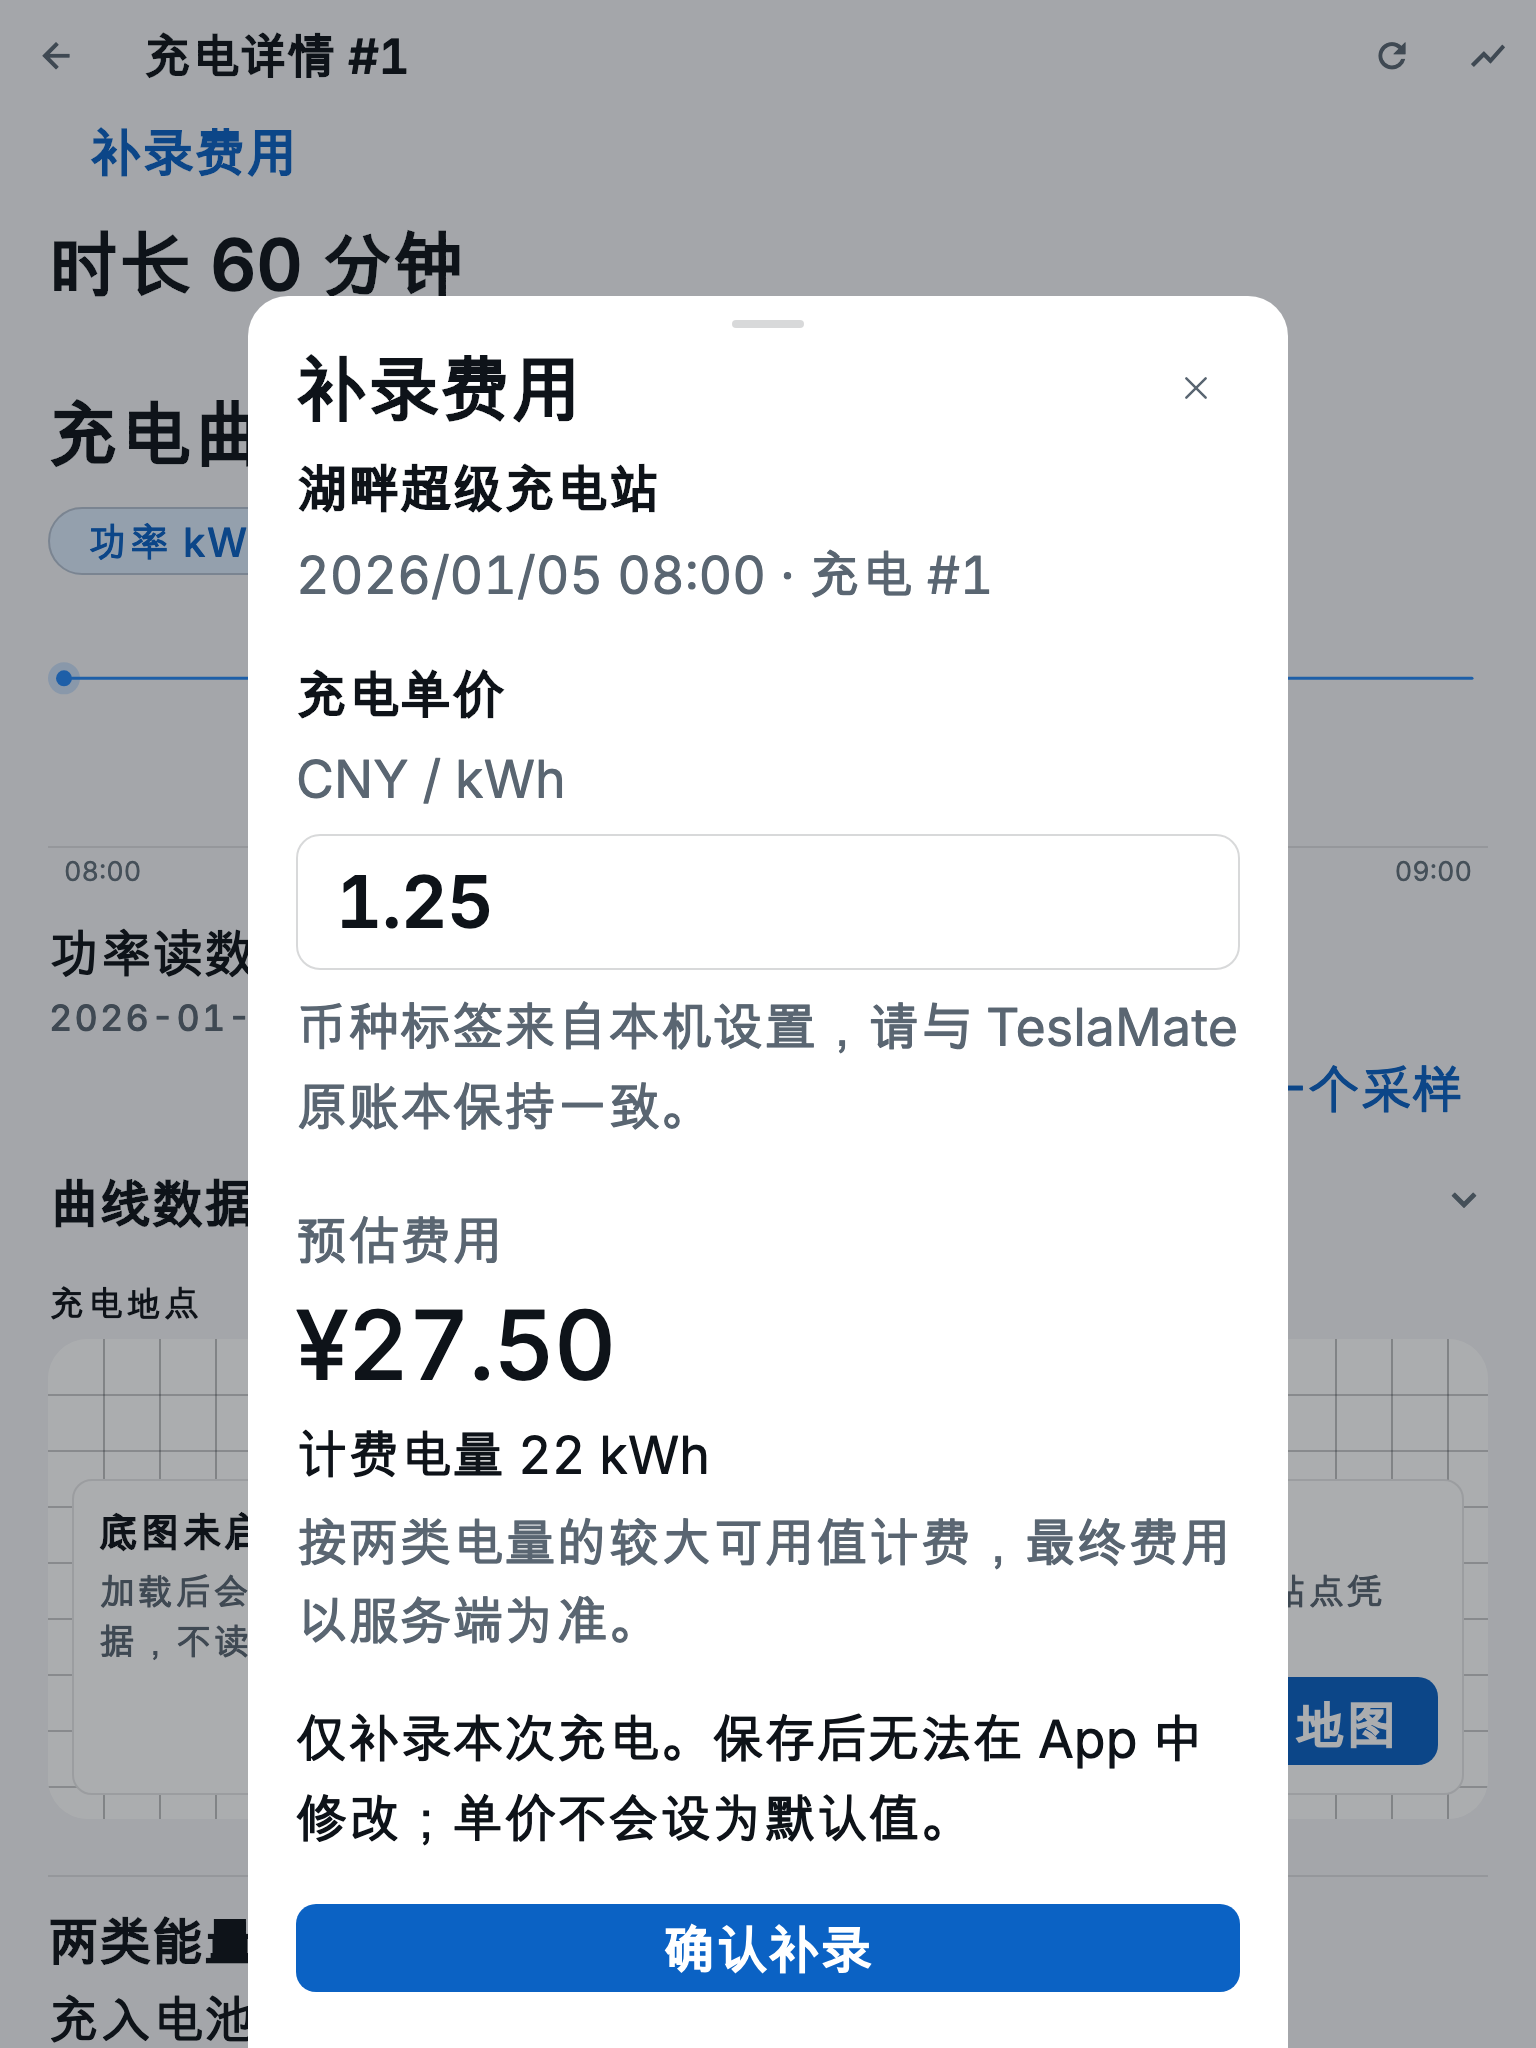 充电详情 #1
补录费用
时长 60 分钟
补录费用
充电曲
湖畔超级充电站
功率 kW
2026/01/05 08:00 · 充电 #1
充电单价
CNY / kWh
1.25
08:00
09:00
功率读数
币种标签来自本机设置，请与 TeslaMate
2026-01-
原账本保持一致。
一个采样
曲线数据
预估费用
充电地点
¥27.50
计费电量 22 kWh
底图未启
按两类电量的较大可用值计费，最终费用
加载后会
站点凭
以服务端为准。
据，不读
仅补录本次充电。保存后无法在 App 中
地图
修改；单价不会设为默认值。
两类能量
确认补录
充入电池